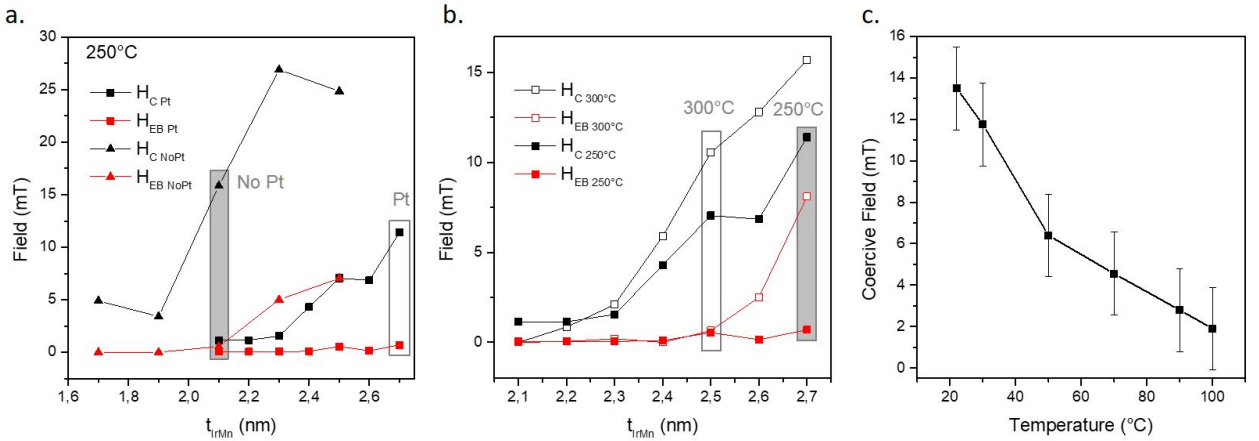 a.
250°C
H_C Pt
H_EB Pt
H_C NoPt
H_EB NoPt
No Pt
Pt
Field (mT)
30
25
20
15
10
5
0
1,6
1,8
2,0
2,2
2,4
2,6
t_IrMn (nm)
b.
H_C 300°C
H_EB 300°C
H_C 250°C
H_EB 250°C
300°C
250°C
Field (mT)
15
10
5
0
2,1
2,2
2,3
2,4
2,5
2,6
2,7
t_IrMn (nm)
c.
Coercive Field (mT)
16
14
12
10
8
6
4
2
0
20
40
60
80
100
Temperature (°C)